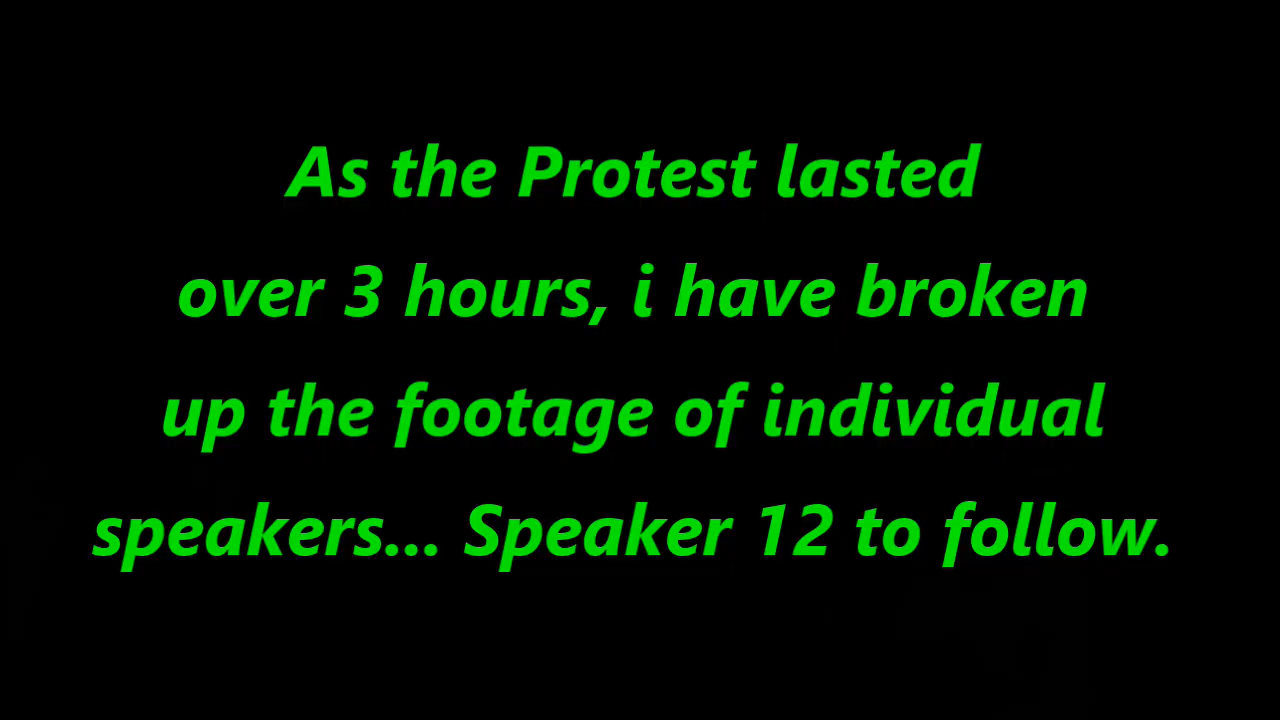 As the Protest lasted
over 3 hours, i have broken
up the footage of individual
speakers... Speaker 12 to follow.